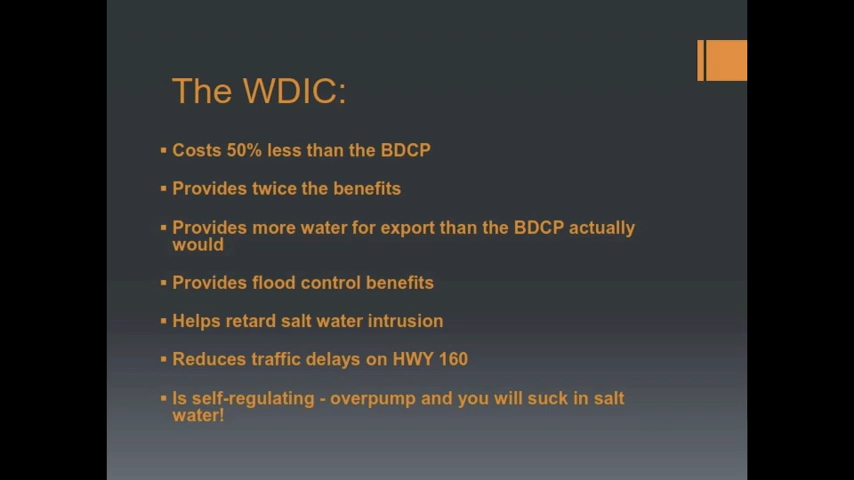 The WDIC:
▪ Costs 50% less than the BDCP
▪ Provides twice the benefits
▪ Provides more water for export than the BDCP actually
would
▪ Provides flood control benefits
▪ Helps retard salt water intrusion
▪ Reduces traffic delays on HWY 160
▪ Is self-regulating - overpump and you will suck in salt
water!